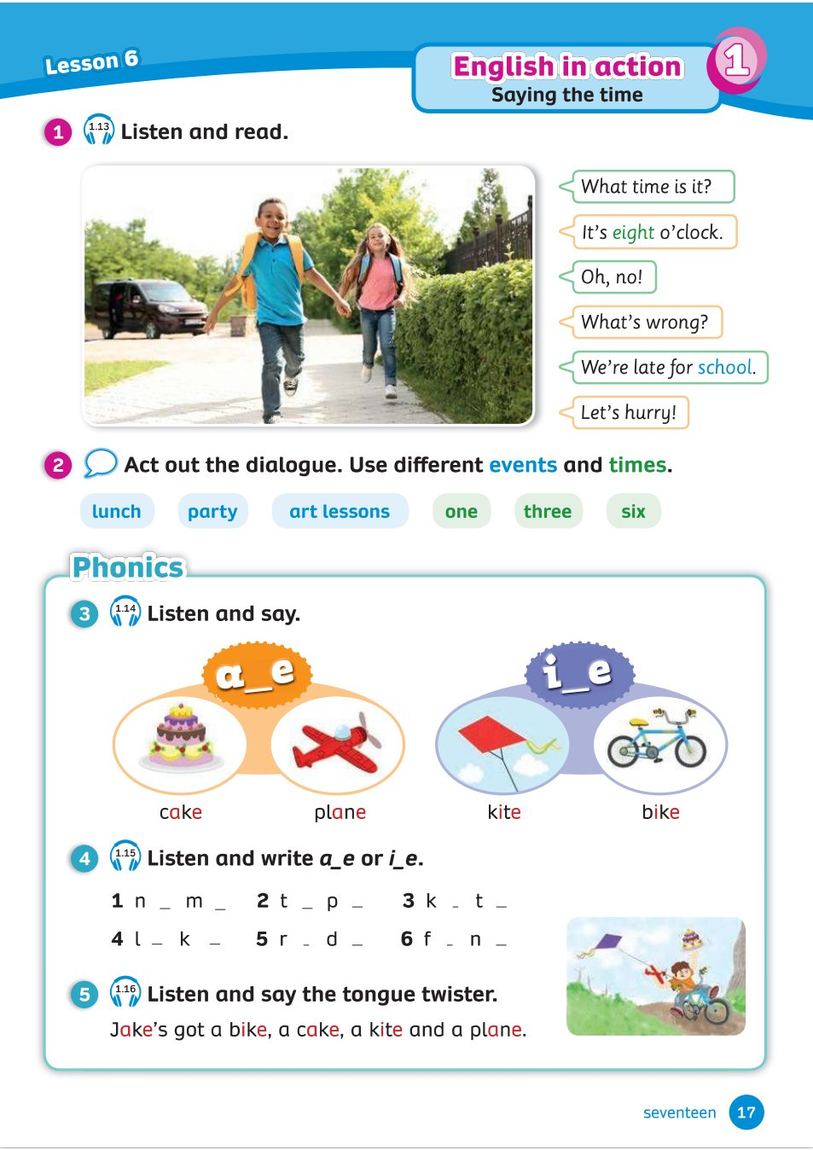 Lesson 6
English in action
1
Saying the time
1 1.13 Listen and read.
What time is it?
It's eight o'clock.
Oh, no!
What's wrong?
We're late for school.
Let's hurry!
2 Act out the dialogue. Use different events and times.
lunch party art lessons one three six
Phonics
3 1.14 Listen and say.
a_e i_e
cake plane kite bike
4 1.15 Listen and write a_e or i_e.
1 n _ m _ 2 t _ p _ 3 k _ t _
4 l _ k _ 5 r _ d _ 6 f _ n _
5 1.16 Listen and say the tongue twister.
Jake's got a bike, a cake, a kite and a plane.
seventeen 17